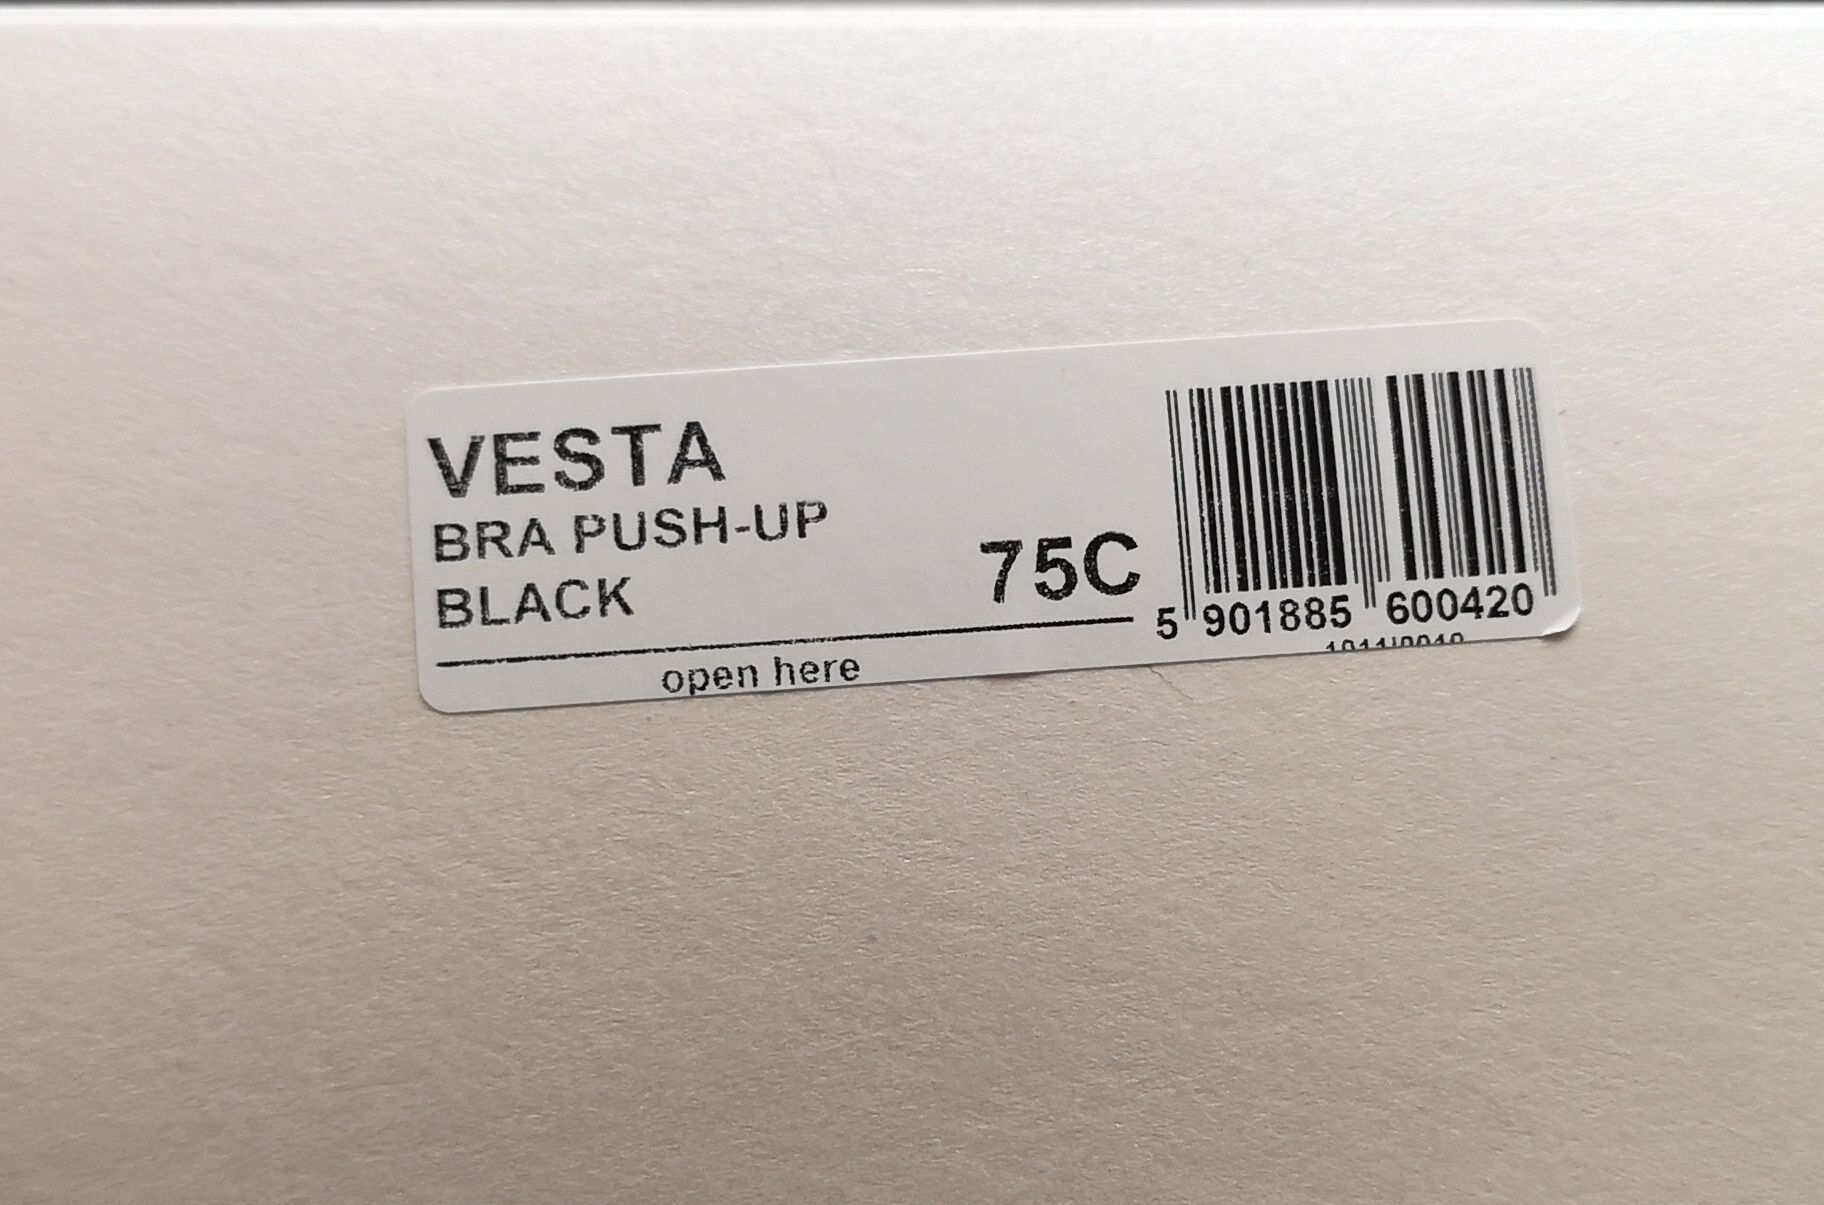 VESTA
BRA PUSH-UP
BLACK
75C
open here
5 901885 600420